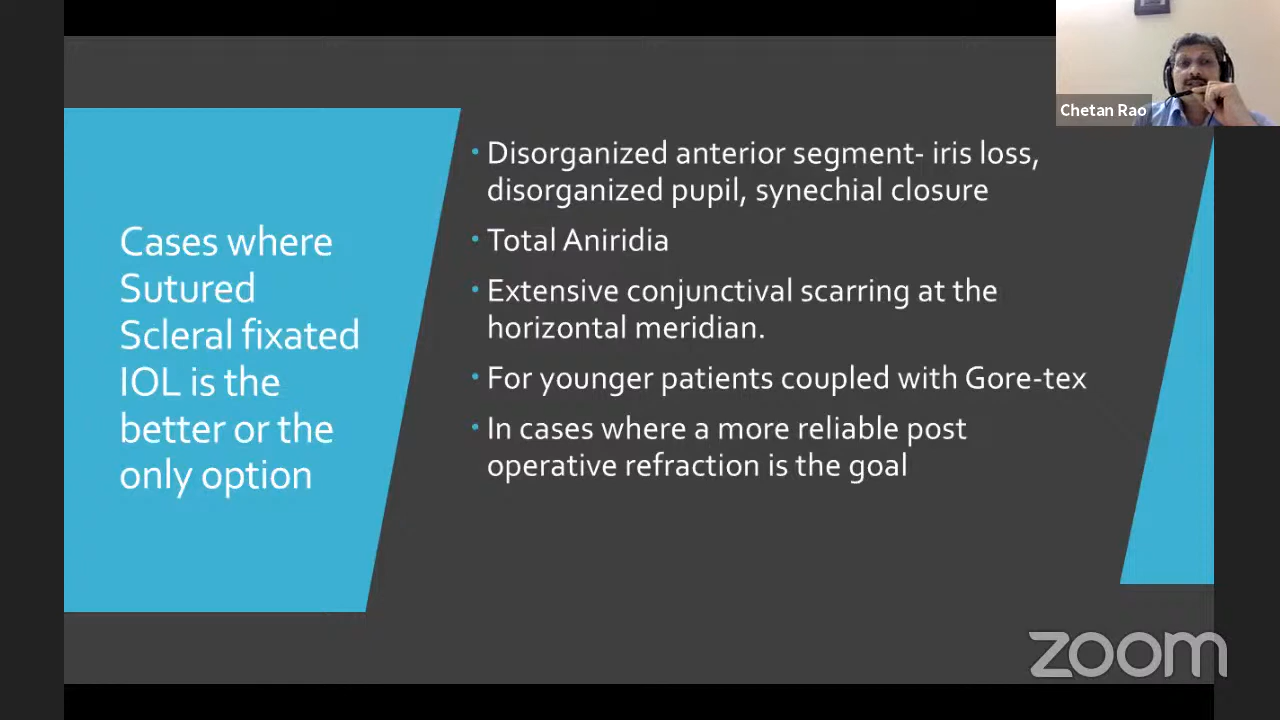 Chetan Rao
Cases where
Sutured
Scleral fixated
IOL is the
better or the
only option
• Disorganized anterior segment- iris loss,
disorganized pupil, synechial closure
• Total Aniridia
• Extensive conjunctival scarring at the
horizontal meridian.
• For younger patients coupled with Gore-tex
• In cases where a more reliable post
operative refraction is the goal
zoom